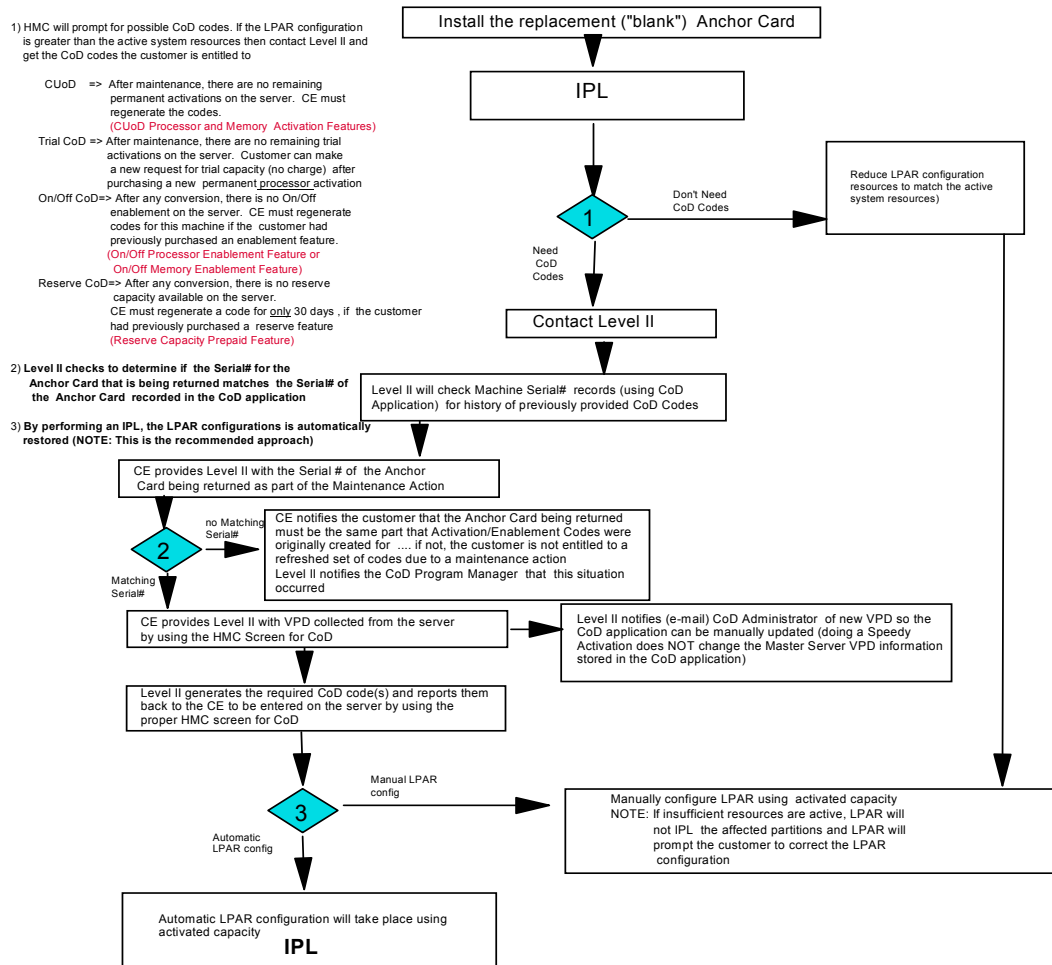 Install the replacement ("blank") Anchor Card
1) HMC will prompt for possible CoD codes. If the LPAR configuration
is greater than the active system resources then contact Level II and
get the CoD codes the customer is entitled to
CUoD => After maintenance, there are no remaining
permanent activations on the server. CE must
regenerate the codes.
(CUoD Processor and Memory Activation Features)
Trial CoD => After maintenance, there are no remaining trial
activations on the server. Customer can make
a new request for trial capacity (no charge) after
purchasing a new permanent processor activation
On/Off CoD=> After any conversion, there is no On/Off
enablement on the server. CE must regenerate
codes for this machine if the customer had
previously purchased an enablement feature.
(On/Off Processor Enablement Feature or
On/Off Memory Enablement Feature)
Reserve CoD=> After any conversion, there is no reserve
capacity available on the server.
CE must regenerate a code for only 30 days , if the customer
had previously purchased a reserve feature
(Reserve Capacity Prepaid Feature)
2) Level II checks to determine if the Serial# for the
Anchor Card that is being returned matches the Serial# of
the Anchor Card recorded in the CoD application
3) By performing an IPL, the LPAR configurations is automatically
restored (NOTE: This is the recommended approach)
IPL
1
Don't Need
CoD Codes
Reduce LPAR configuration
resources to match the active
system resources)
Need
CoD
Codes
Contact Level II
Level II will check Machine Serial# records (using CoD
Application) for history of previously provided CoD Codes
CE provides Level II with the Serial # of the Anchor
Card being returned as part of the Maintenance Action
2
no Matching
Serial#
CE notifies the customer that the Anchor Card being returned
must be the same part that Activation/Enablement Codes were
originally created for .... if not, the customer is not entitled to a
refreshed set of codes due to a maintenance action
Level II notifies the CoD Program Manager that this situation
occurred
Matching
Serial#
CE provides Level II with VPD collected from the server
by using the HMC Screen for CoD
Level II notifies (e-mail) CoD Administrator of new VPD so the
CoD application can be manually updated (doing a Speedy
Activation does NOT change the Master Server VPD information
stored in the CoD application)
Level II generates the required CoD code(s) and reports them
back to the CE to be entered on the server by using the
proper HMC screen for CoD
3
Manual LPAR
config
Manually configure LPAR using activated capacity
NOTE: If insufficient resources are active, LPAR will
not IPL the affected partitions and LPAR will
prompt the customer to correct the LPAR
configuration
Automatic
LPAR config
Automatic LPAR configuration will take place using
activated capacity
IPL